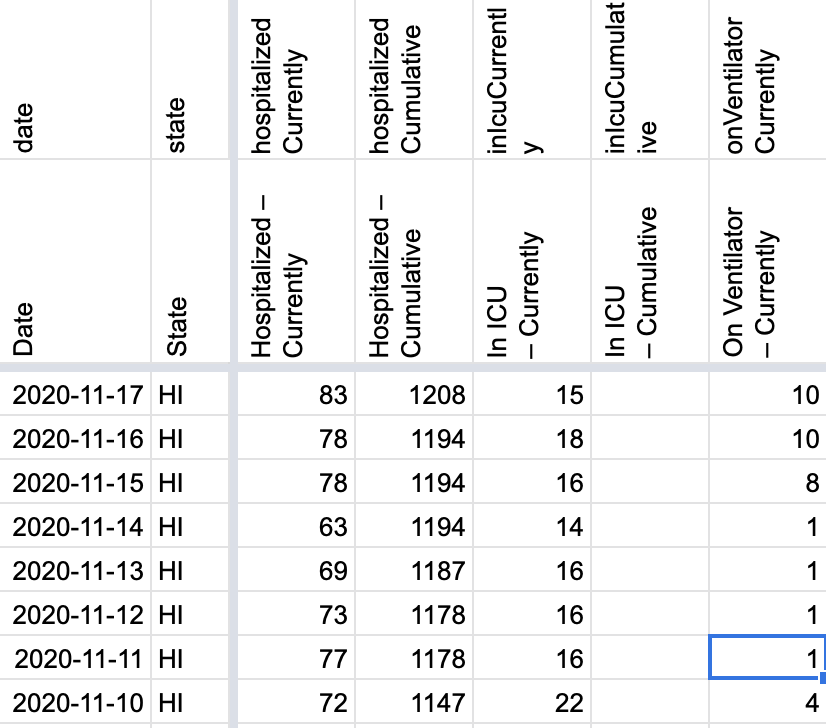 date state hospitalized Currently hospitalized Cumulative inIcuCurrently inIcuCumulative onVentilator Currently
Date State Hospitalized – Currently Hospitalized – Cumulative In ICU – Currently In ICU – Cumulative On Ventilator – Currently
2020-11-17 HI 83 1208 15 10
2020-11-16 HI 78 1194 18 10
2020-11-15 HI 78 1194 16 8
2020-11-14 HI 63 1194 14 1
2020-11-13 HI 69 1187 16 1
2020-11-12 HI 73 1178 16 1
2020-11-11 HI 77 1178 16 1
2020-11-10 HI 72 1147 22 4